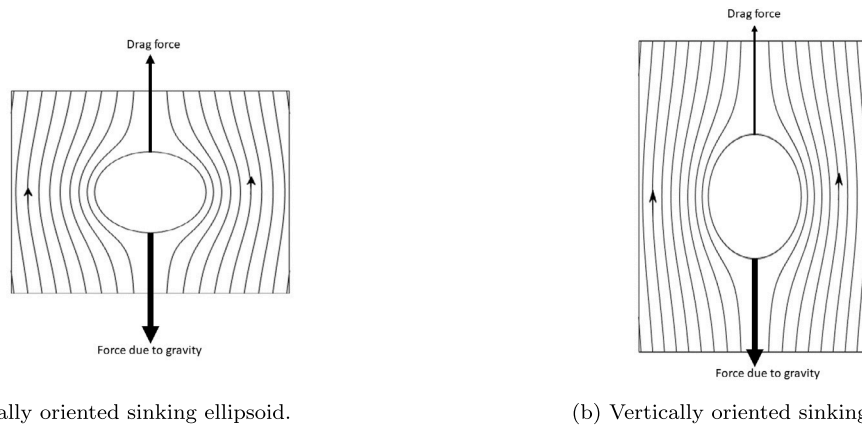 Drag force
Force due to gravity
ally oriented sinking ellipsoid.
Drag force
Force due to gravity
(b) Vertically oriented sinking